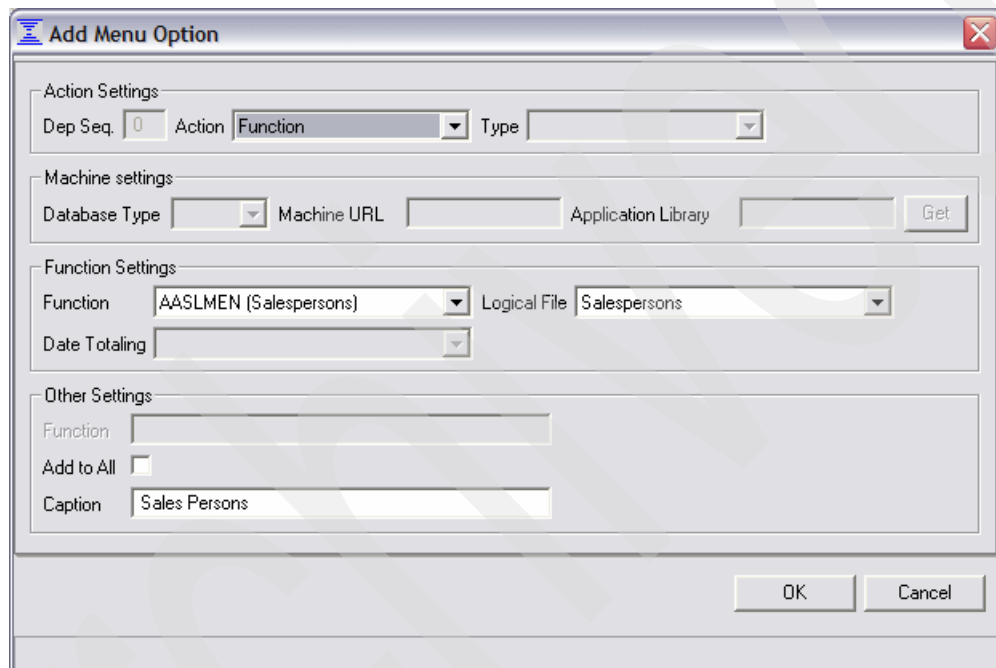 Add Menu Option
Action Settings
Dep Seq. 0 Action Function Type
Machine settings
Database Type Machine URL Application Library Get
Function Settings
Function AASLMEN (Salespersons) Logical File Salespersons
Date Totaling
Other Settings
Function
Add to All
Caption Sales Persons
OK Cancel